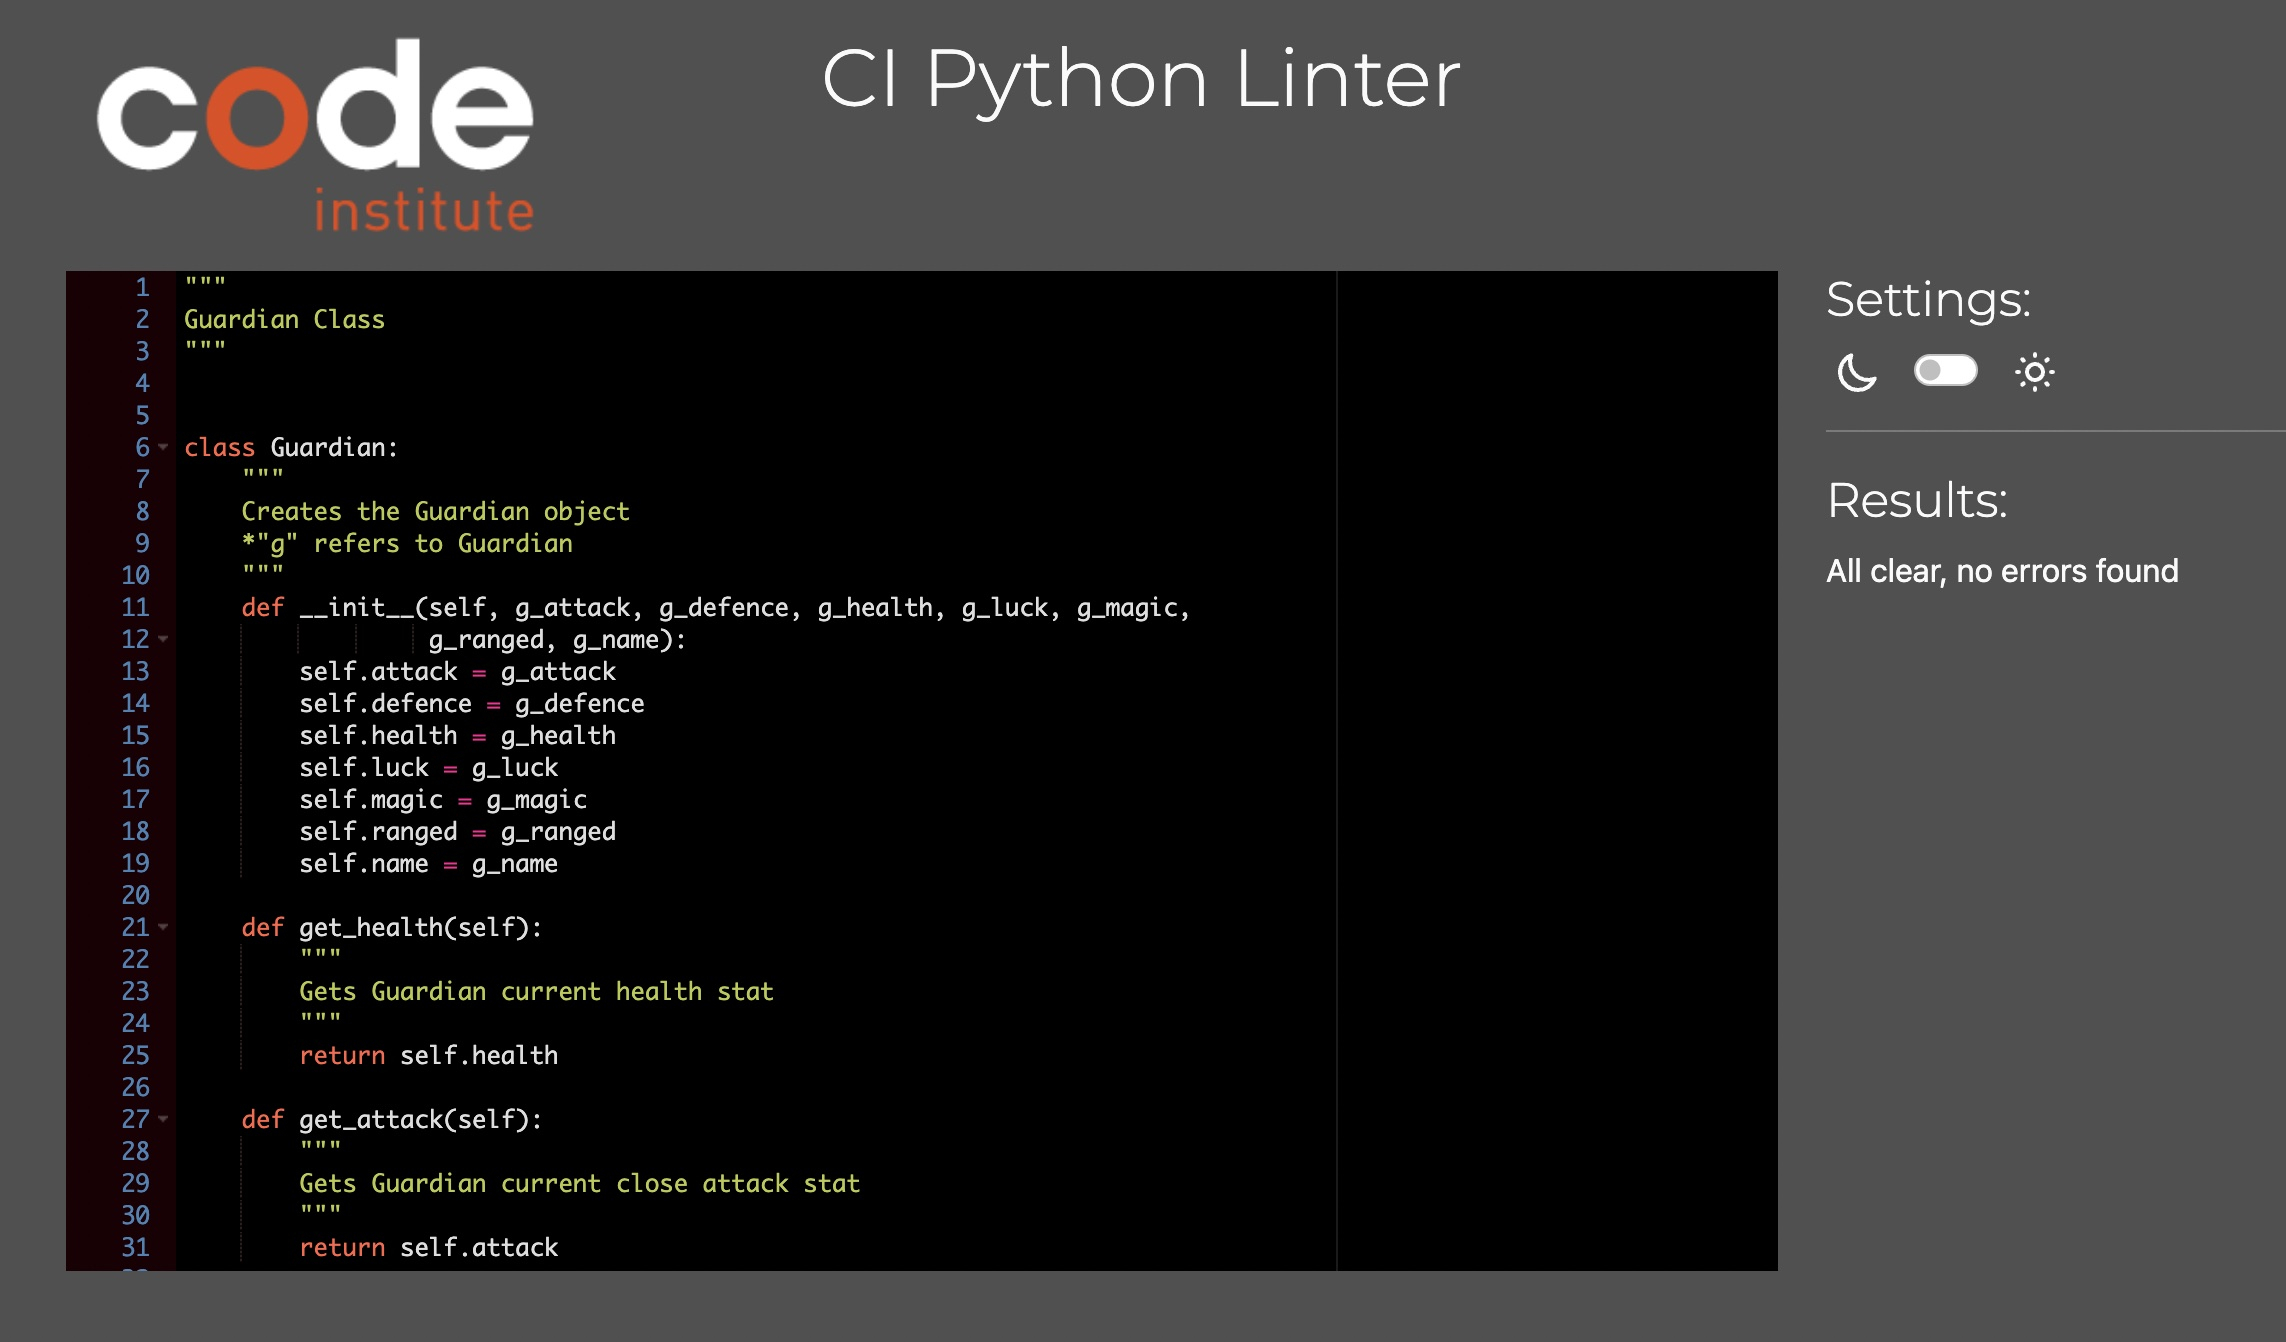 code
institute
CI Python Linter
1 """
2 Guardian Class
3 """
4
5
6 class Guardian:
7     """
8     Creates the Guardian object
9     *"g" refers to Guardian
10     """
11     def __init__(self, g_attack, g_defence, g_health, g_luck, g_magic,
12                  g_ranged, g_name):
13         self.attack = g_attack
14         self.defence = g_defence
15         self.health = g_health
16         self.luck = g_luck
17         self.magic = g_magic
18         self.ranged = g_ranged
19         self.name = g_name
20
21     def get_health(self):
22         """
23         Gets Guardian current health stat
24         """
25         return self.health
26
27     def get_attack(self):
28         """
29         Gets Guardian current close attack stat
30         """
31         return self.attack
Settings:
Results:
All clear, no errors found